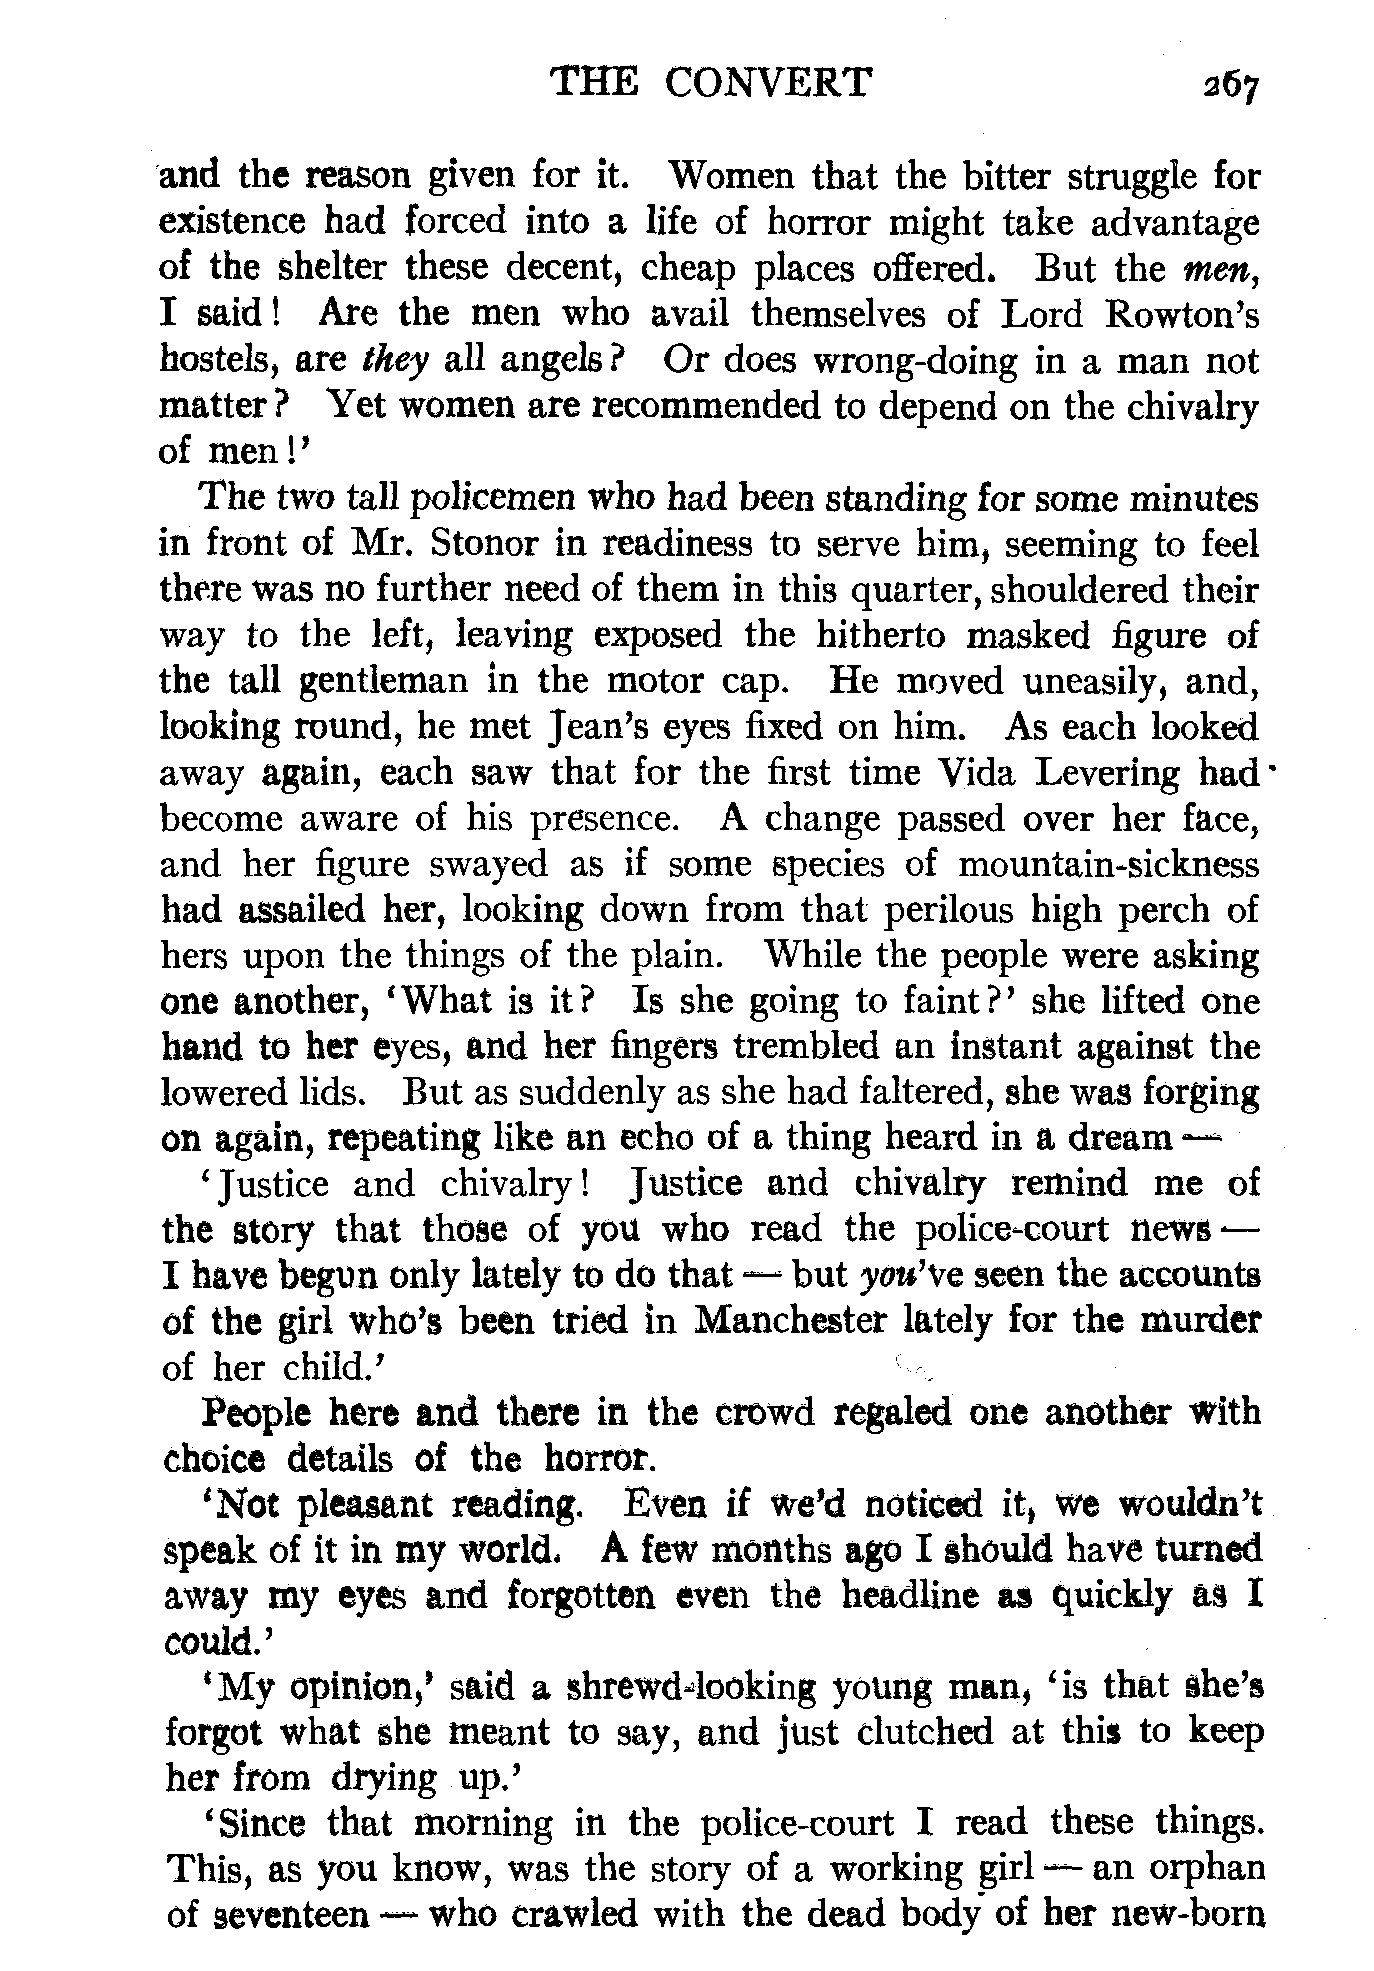 THE CONVERT 267
and the reason given for it. Women that the bitter struggle for
existence had forced into a life of horror might take advantage
of the shelter these decent, cheap places offered. But the men,
I said! Are the men who avail themselves of Lord Rowton's
hostels, are they all angels? Or does wrong-doing in a man not
matter? Yet women are recommended to depend on the chivalry
of men!'
The two tall policemen who had been standing for some minutes
in front of Mr. Stonor in readiness to serve him, seeming to feel
there was no further need of them in this quarter, shouldered their
way to the left, leaving exposed the hitherto masked figure of
the tall gentleman in the motor cap. He moved uneasily, and,
looking round, he met Jean's eyes fixed on him. As each looked
away again, each saw that for the first time Vida Levering had
become aware of his presence. A change passed over her face,
and her figure swayed as if some species of mountain-sickness
had assailed her, looking down from that perilous high perch of
hers upon the things of the plain. While the people were asking
one another, 'What is it? Is she going to faint?' she lifted one
hand to her eyes, and her fingers trembled an instant against the
lowered lids. But as suddenly as she had faltered, she was forging
on again, repeating like an echo of a thing heard in a dream —
'Justice and chivalry! Justice and chivalry remind me of
the story that those of you who read the police-court news —
I have begun only lately to do that — but you've seen the accounts
of the girl who's been tried in Manchester lately for the murder
of her child.'
People here and there in the crowd regaled one another with
choice details of the horror.
'Not pleasant reading. Even if we'd noticed it, we wouldn't
speak of it in my world. A few months ago I should have turned
away my eyes and forgotten even the headline as quickly as I
could.'
'My opinion,' said a shrewd-looking young man, 'is that she's
forgot what she meant to say, and just clutched at this to keep
her from drying up.'
'Since that morning in the police-court I read these things.
This, as you know, was the story of a working girl — an orphan
of seventeen — who crawled with the dead body of her new-born